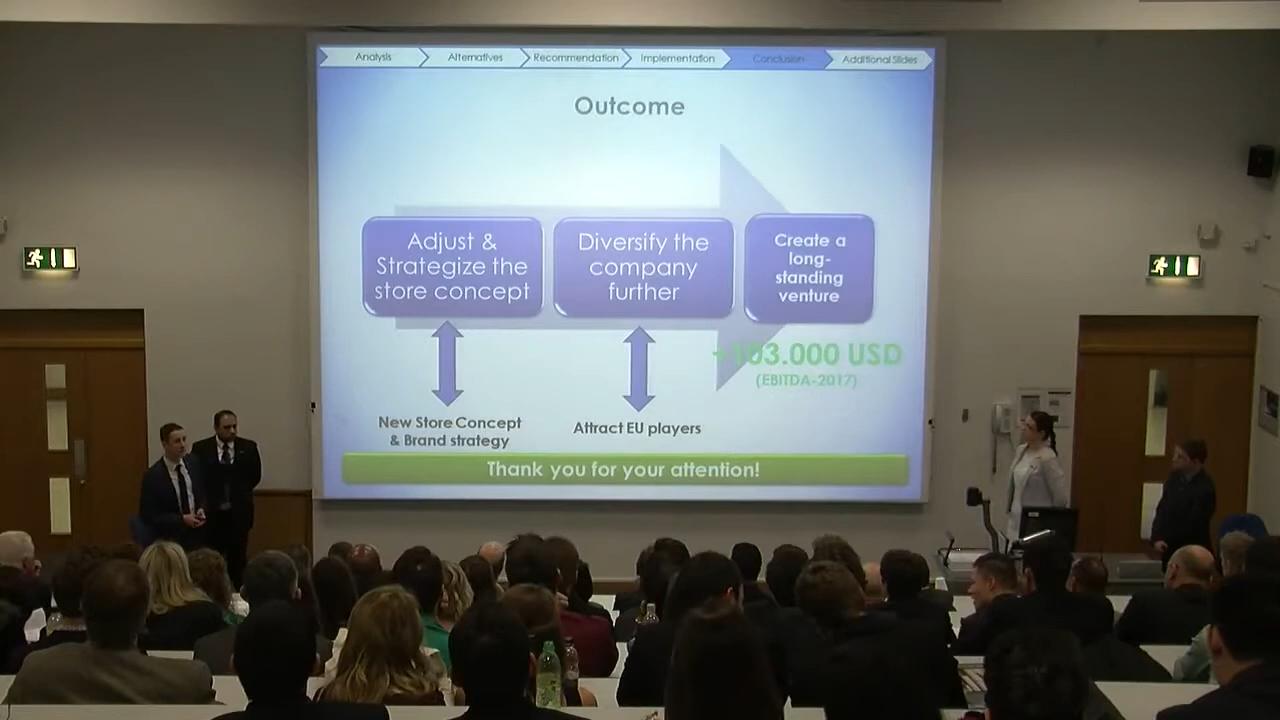 Analysis
Alternatives
Recommendation
Implementation
Conclusion
Additional Slides
Outcome
Adjust &
Strategize the
store concept
Diversify the
company
further
Create a
long-
standing
venture
+103.000 USD
(EBITDA-2017)
New Store Concept
& Brand strategy
Attract EU players
Thank you for your attention!